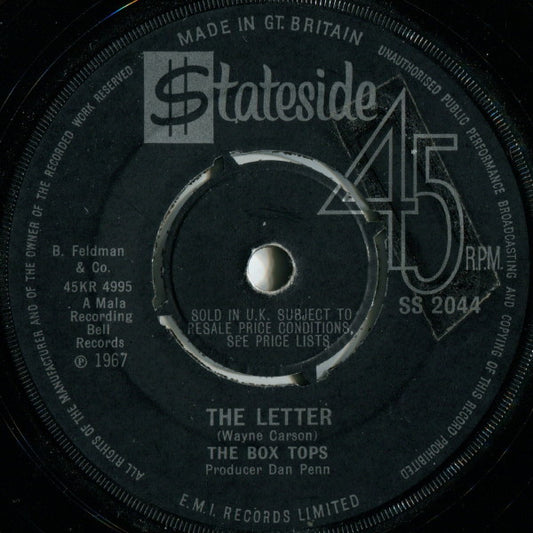 MADE IN GT. BRITAIN
UNAUTHORISED PUBLIC PERFORMANCE BROADCASTING AND COPYING OF THIS RECORD PROHIBITED
ALL RIGHTS OF THE MANUFACTURER AND OF THE OWNER OF THE RECORDED WORK RESERVED
$tateside
45
R.P.M.
SS 2044
B. Feldman
& Co.
45KR 4995
A Mala
Recording
Bell
Records
℗ 1967
SOLD IN U.K. SUBJECT TO
RESALE PRICE CONDITIONS,
SEE PRICE LISTS
THE LETTER
(Wayne Carson)
THE BOX TOPS
Producer Dan Penn
E.M.I. RECORDS LIMITED